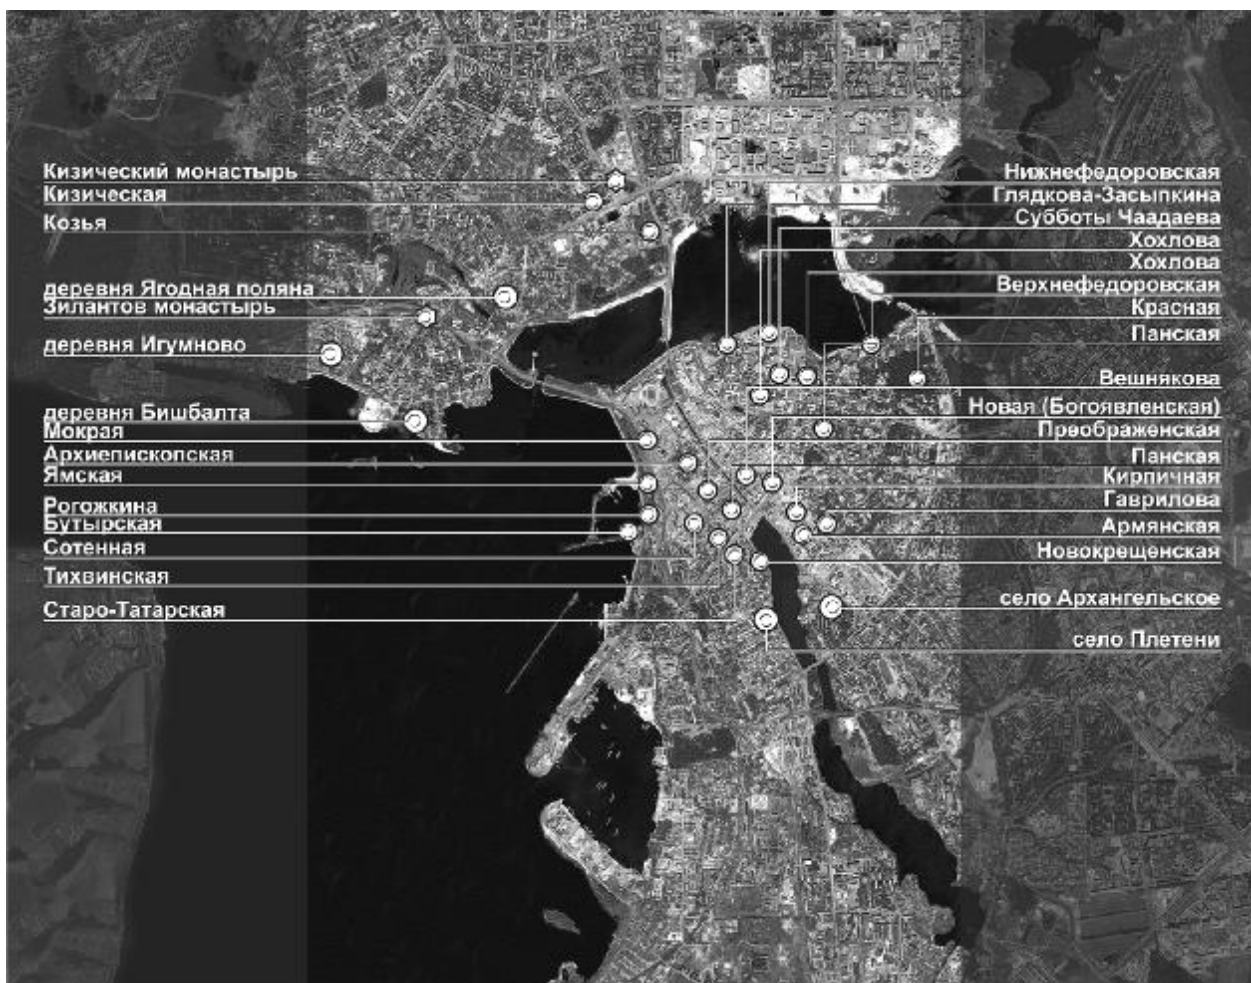 Кизический монастырь
Кизическая
Козья
деревня Ягодная поляна
Зилантов монастырь
деревня Игумново
деревня Бишбалта
Мокрая
Архиепископская
Ямская
Рогожкина
Бутырская
Сотенная
Тихвинская
Старо-Татарская
Нижнефедоровская
Глядкова-Засыпкина
Субботы Чаадаева
Хохлова
Хохлова
Верхнефедоровская
Красная
Панская
Вешнякова
Новая (Богоявленская)
Преображенская
Панская
Кирпичная
Гаврилова
Армянская
Новокрещенская
село Архангельское
село Плетени